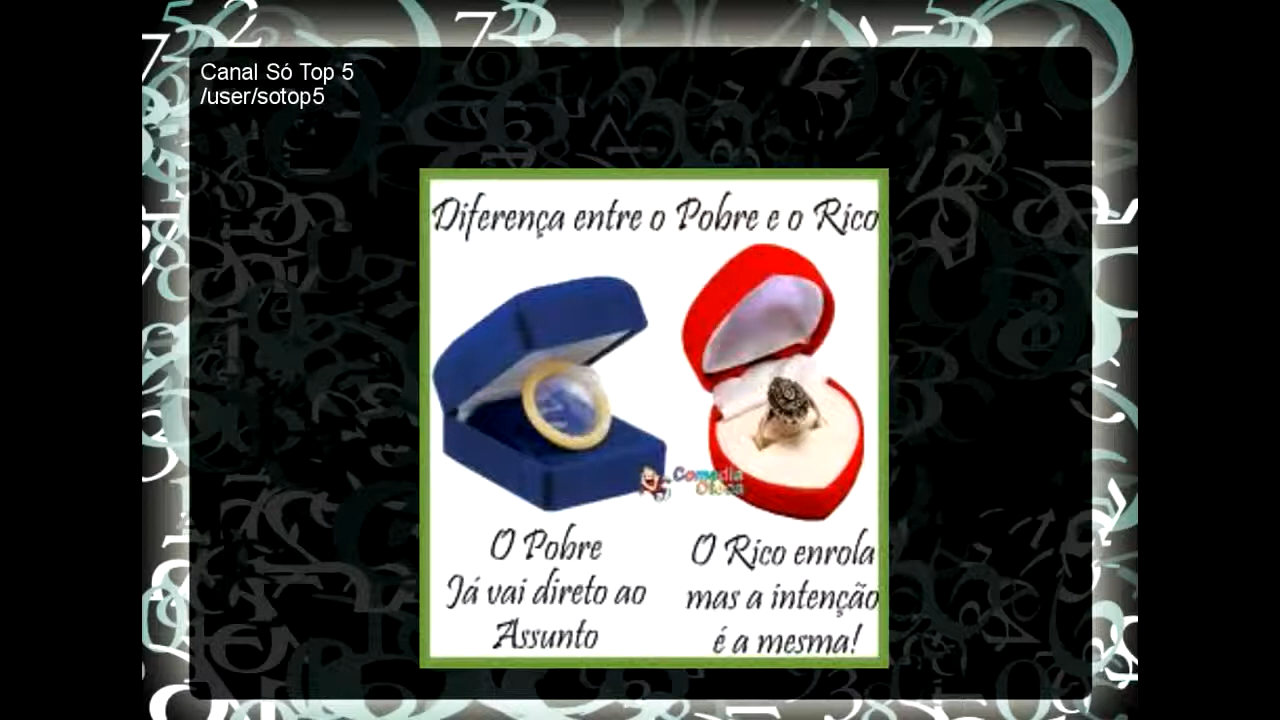 Canal Só Top 5
/user/sotop5
Diferença entre o Pobre e o Rico
O Pobre
Já vai direto ao
Assunto
O Rico enrola
mas a intenção
é a mesma!